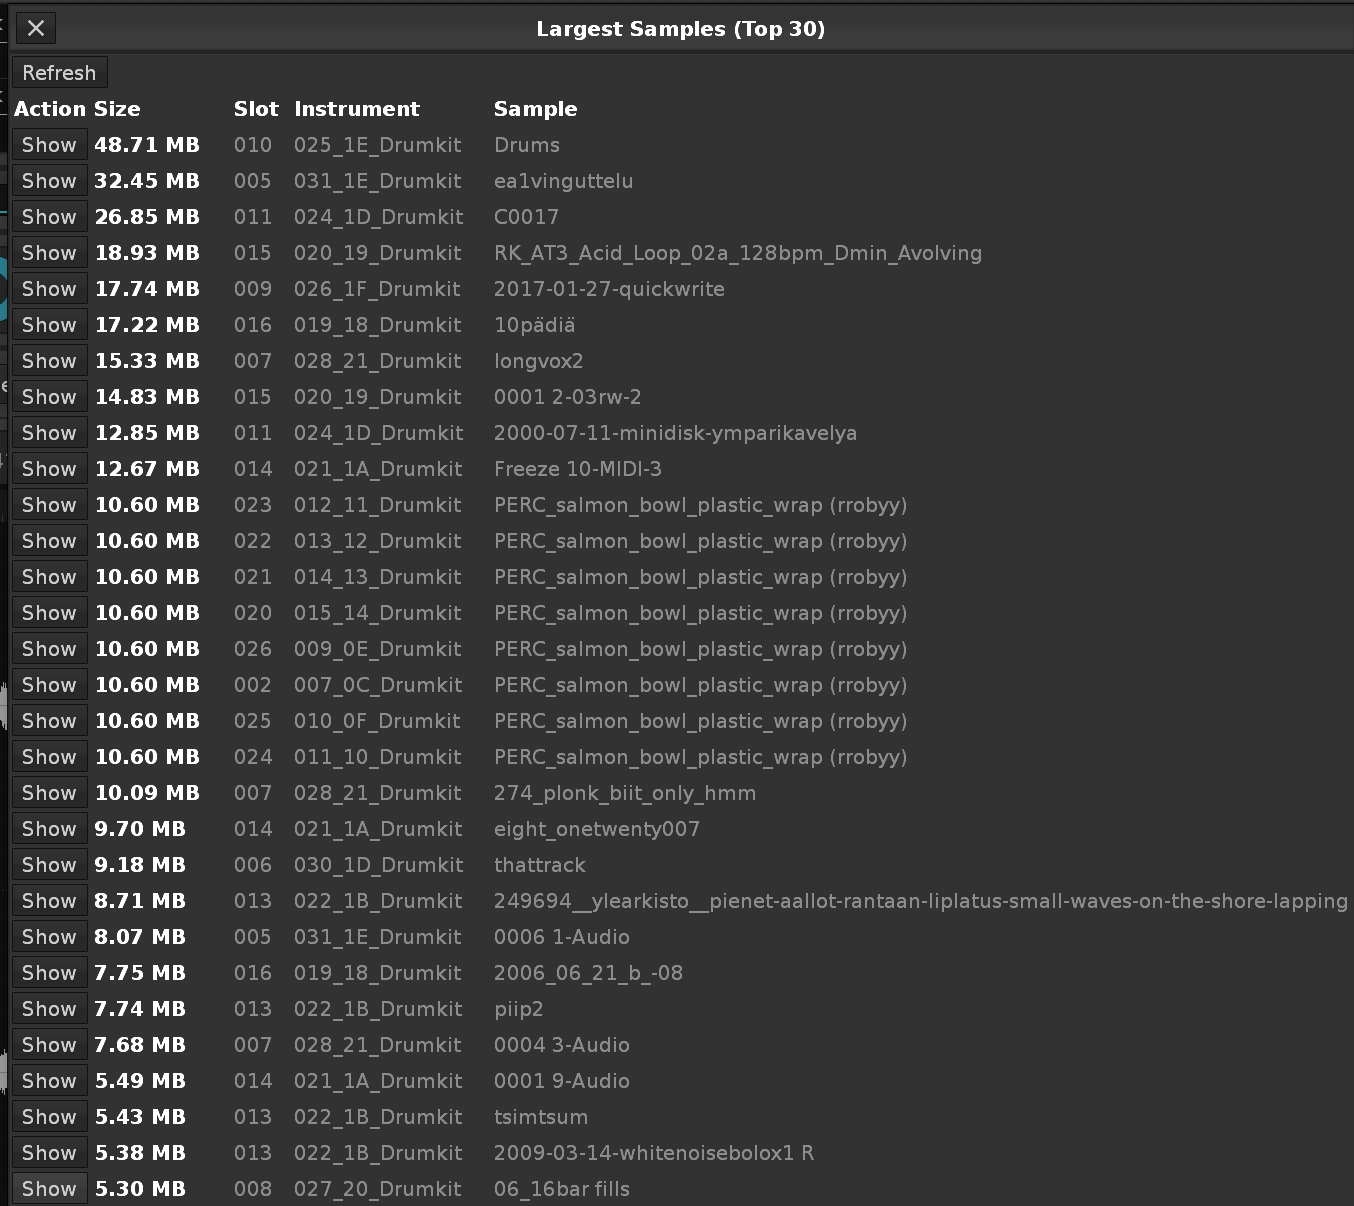 Largest Samples (Top 30)
Refresh
Action Size Slot Instrument Sample
Show 48.71 MB 010 025_1E_Drumkit Drums
Show 32.45 MB 005 031_1E_Drumkit ea1vinguttelu
Show 26.85 MB 011 024_1D_Drumkit C0017
Show 18.93 MB 015 020_19_Drumkit RK_AT3_Acid_Loop_02a_128bpm_Dmin_Avolving
Show 17.74 MB 009 026_1F_Drumkit 2017-01-27-quickwrite
Show 17.22 MB 016 019_18_Drumkit 10pädiä
Show 15.33 MB 007 028_21_Drumkit longvox2
Show 14.83 MB 015 020_19_Drumkit 0001 2-03rw-2
Show 12.85 MB 011 024_1D_Drumkit 2000-07-11-minidisk-ymparikavelya
Show 12.67 MB 014 021_1A_Drumkit Freeze 10-MIDI-3
Show 10.60 MB 023 012_11_Drumkit PERC_salmon_bowl_plastic_wrap (rrobyy)
Show 10.60 MB 022 013_12_Drumkit PERC_salmon_bowl_plastic_wrap (rrobyy)
Show 10.60 MB 021 014_13_Drumkit PERC_salmon_bowl_plastic_wrap (rrobyy)
Show 10.60 MB 020 015_14_Drumkit PERC_salmon_bowl_plastic_wrap (rrobyy)
Show 10.60 MB 026 009_0E_Drumkit PERC_salmon_bowl_plastic_wrap (rrobyy)
Show 10.60 MB 002 007_0C_Drumkit PERC_salmon_bowl_plastic_wrap (rrobyy)
Show 10.60 MB 025 010_0F_Drumkit PERC_salmon_bowl_plastic_wrap (rrobyy)
Show 10.60 MB 024 011_10_Drumkit PERC_salmon_bowl_plastic_wrap (rrobyy)
Show 10.09 MB 007 028_21_Drumkit 274_plonk_biit_only_hmm
Show 9.70 MB 014 021_1A_Drumkit eight_onetwenty007
Show 9.18 MB 006 030_1D_Drumkit thattrack
Show 8.71 MB 013 022_1B_Drumkit 249694__ylearkisto__pienet-aallot-rantaan-liplatus-small-waves-on-the-shore-lapping
Show 8.07 MB 005 031_1E_Drumkit 0006 1-Audio
Show 7.75 MB 016 019_18_Drumkit 2006_06_21_b_-08
Show 7.74 MB 013 022_1B_Drumkit piip2
Show 7.68 MB 007 028_21_Drumkit 0004 3-Audio
Show 5.49 MB 014 021_1A_Drumkit 0001 9-Audio
Show 5.43 MB 013 022_1B_Drumkit tsimtsum
Show 5.38 MB 013 022_1B_Drumkit 2009-03-14-whitenoisebolox1 R
Show 5.30 MB 008 027_20_Drumkit 06_16bar fills